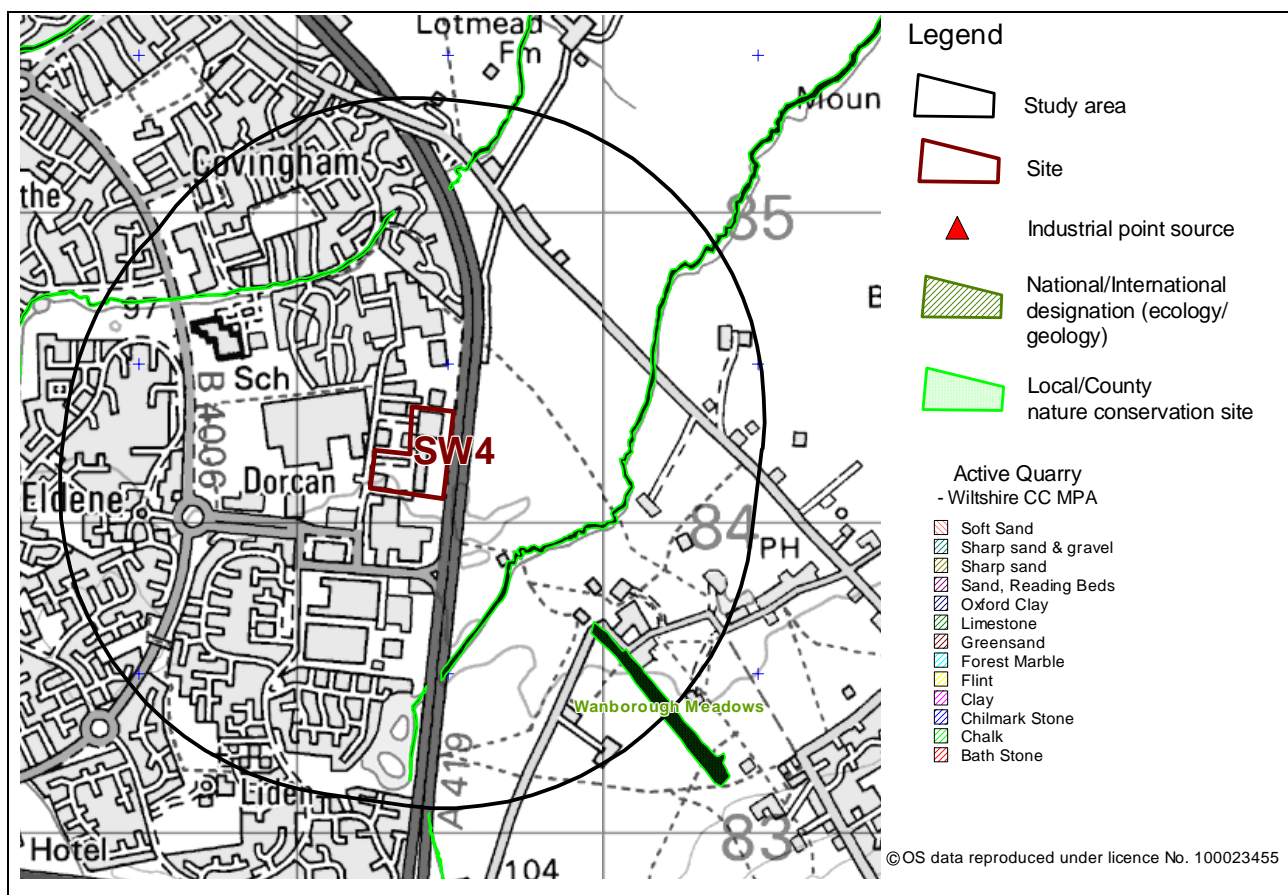 Lotmead
Fm
Moun
Covingham
the
85
97
B
Sch
B 4006
SW4
Dorcan
Eldene
84
PH
Wanborough Meadows
A 419
Elden
83
Hotel
104
Legend
Study area
Site
Industrial point source
National/International
designation (ecology/
geology)
Local/County
nature conservation site
Active Quarry
- Wiltshire CC MPA
Soft Sand
Sharp sand & gravel
Sharp sand
Sand, Reading Beds
Oxford Clay
Limestone
Greensand
Forest Marble
Flint
Clay
Chilmark Stone
Chalk
Bath Stone
©OS data reproduced under licence No. 100023455